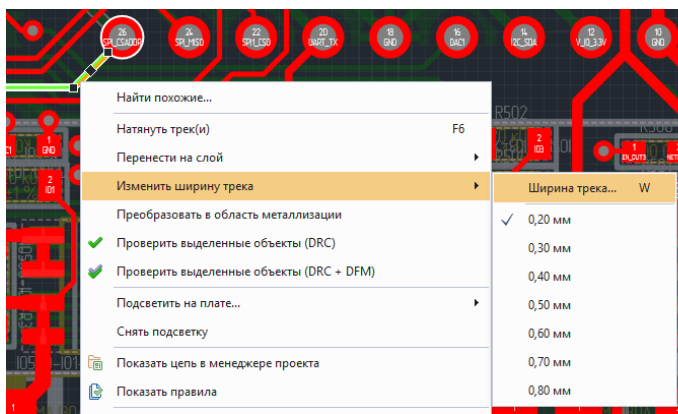 26
SPI_CSADDR
24
SPI_MISO
22
SPI1_CS0
20
UART_TX
18
GND
16
DAC1
14
I2C_SDA
12
V_IO_3.3V
10
GND
Найти похожие...
Натянуть трек(и) F6
R502
Перенести на слой
1
GND
2
IO3
1
IN_OUT3
Изменить ширину трека
Ширина трека... W
2
IO1
Преобразовать в область металлизации
0,20 мм
Проверить выделенные объекты (DRC)
0,30 мм
Проверить выделенные объекты (DRC + DFM)
0,40 мм
Подсветить на плате...
0,50 мм
Снять подсветку
0,60 мм
Показать цепь в менеджере проекта
0,70 мм
Показать правила
0,80 мм
1